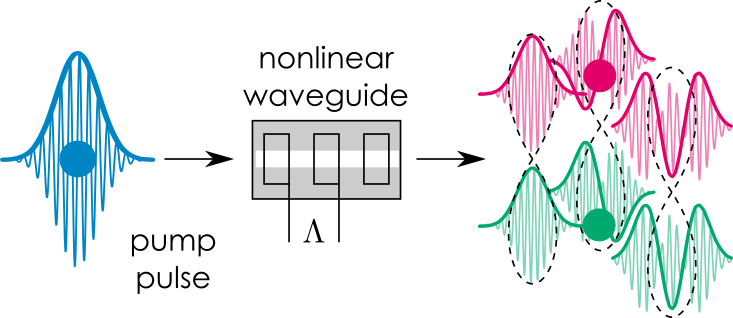 nonlinear
waveguide
Λ
pump
pulse